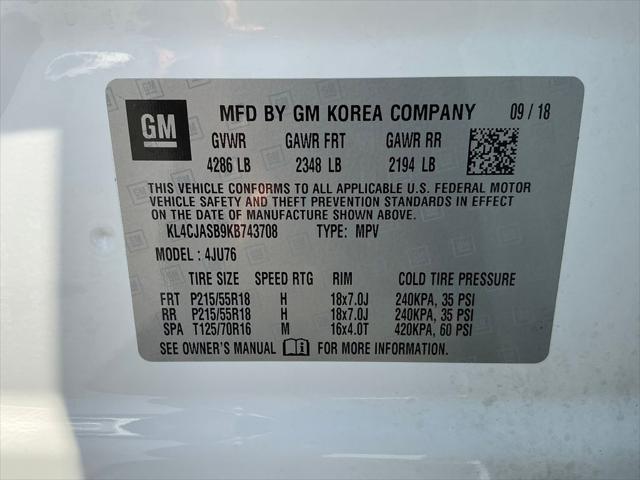 GM
MFD BY GM KOREA COMPANY 09 / 18
GVWR GAWR FRT GAWR RR
4286 LB 2348 LB 2194 LB
THIS VEHICLE CONFORMS TO ALL APPLICABLE U.S. FEDERAL MOTOR
VEHICLE SAFETY AND THEFT PREVENTION STANDARDS IN EFFECT
ON THE DATE OF MANUFACTURE SHOWN ABOVE.
KL4CJASB9KB743708 TYPE: MPV
MODEL : 4JU76
TIRE SIZE SPEED RTG RIM COLD TIRE PRESSURE
FRT P215/55R18 H 18x7.0J 240KPA, 35 PSI
RR P215/55R18 H 18x7.0J 240KPA, 35 PSI
SPA T125/70R16 M 16x4.0T 420KPA, 60 PSI
SEE OWNER'S MANUAL FOR MORE INFORMATION.